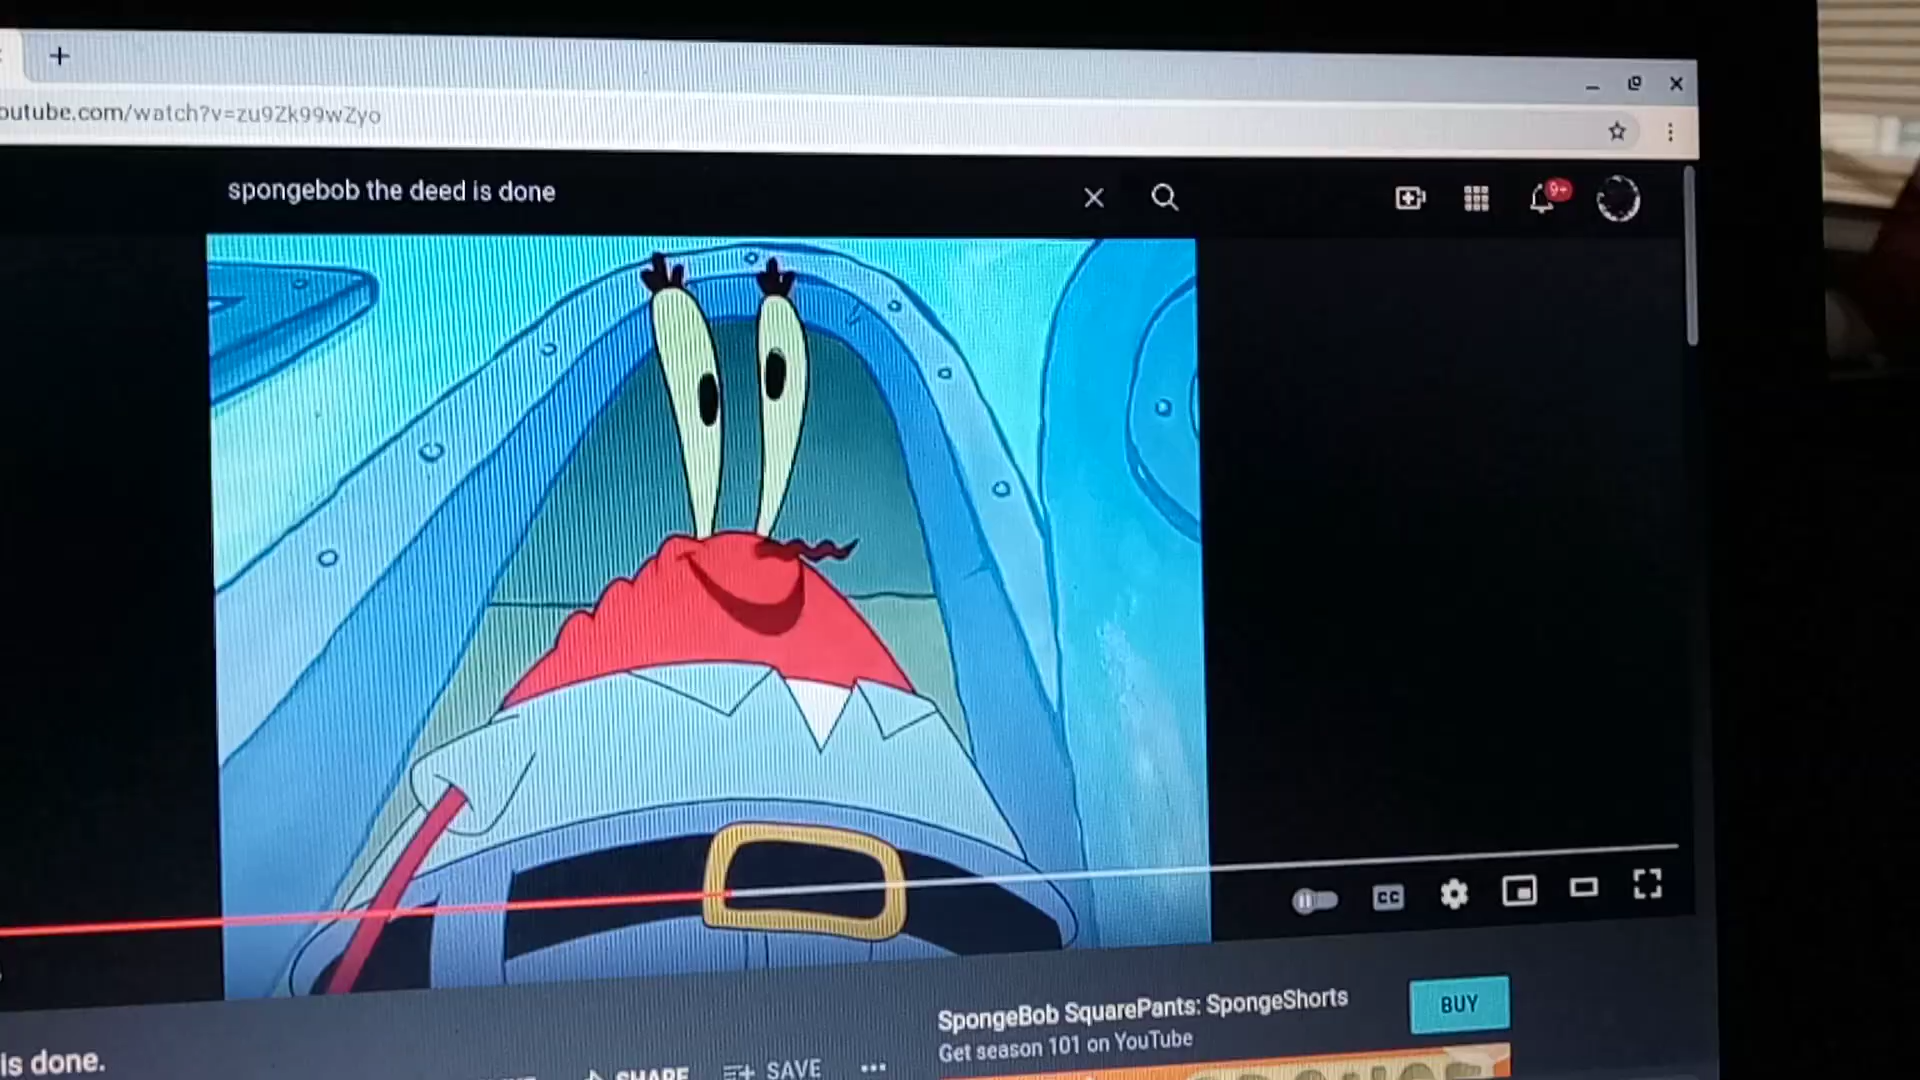 outube.com/watch?v=zu9Zk99wZyo
spongebob the deed is done
9+
CC
SpongeBob SquarePants: SpongeShorts
Get season 101 on YouTube
BUY
is done.
SHARE
SAVE